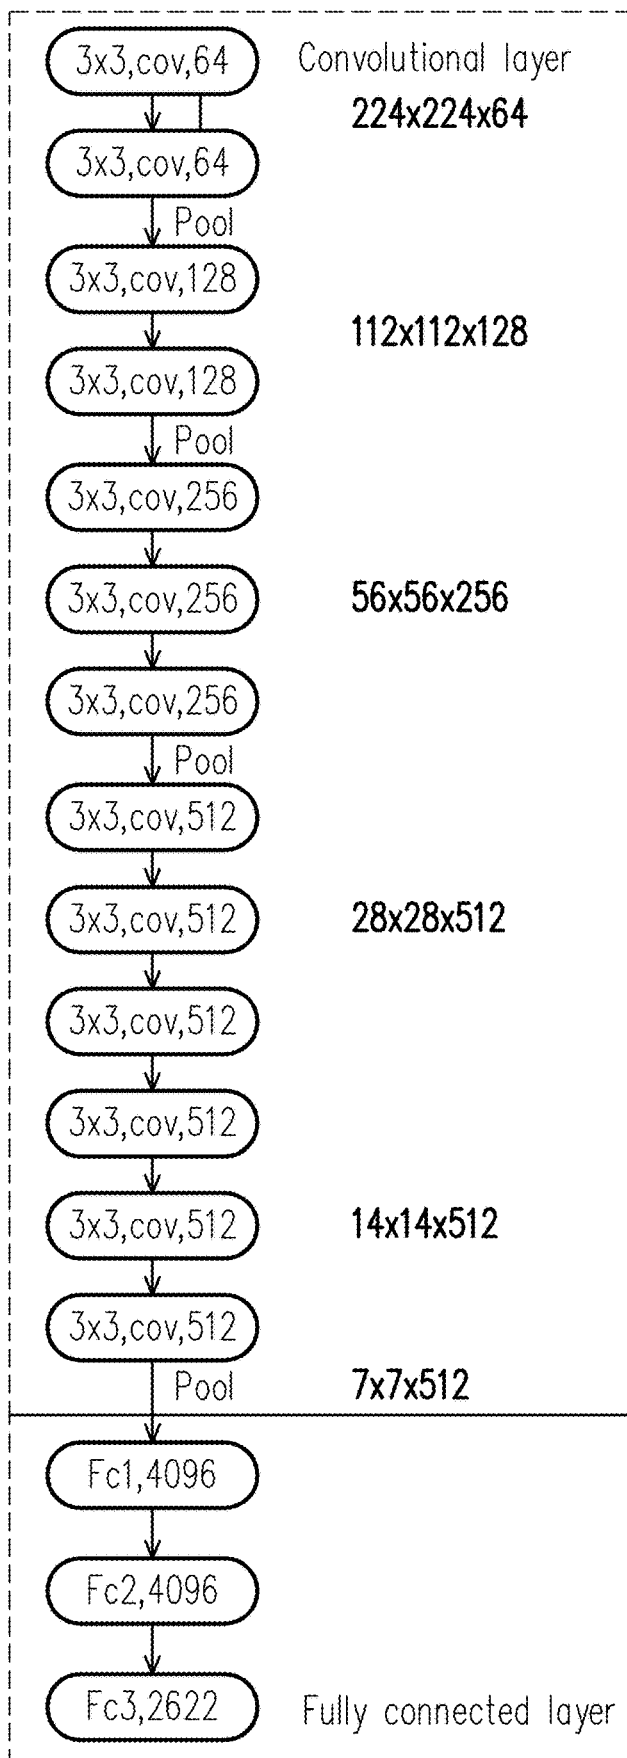 3x3,cov,64
Convolutional layer
224x224x64
3x3,cov,64
Pool
3x3,cov,128
112x112x128
3x3,cov,128
Pool
3x3,cov,256
3x3,cov,256
56x56x256
3x3,cov,256
Pool
3x3,cov,512
3x3,cov,512
28x28x512
3x3,cov,512
3x3,cov,512
3x3,cov,512
14x14x512
3x3,cov,512
Pool
7x7x512
Fc1,4096
Fc2,4096
Fc3,2622
Fully connected layer